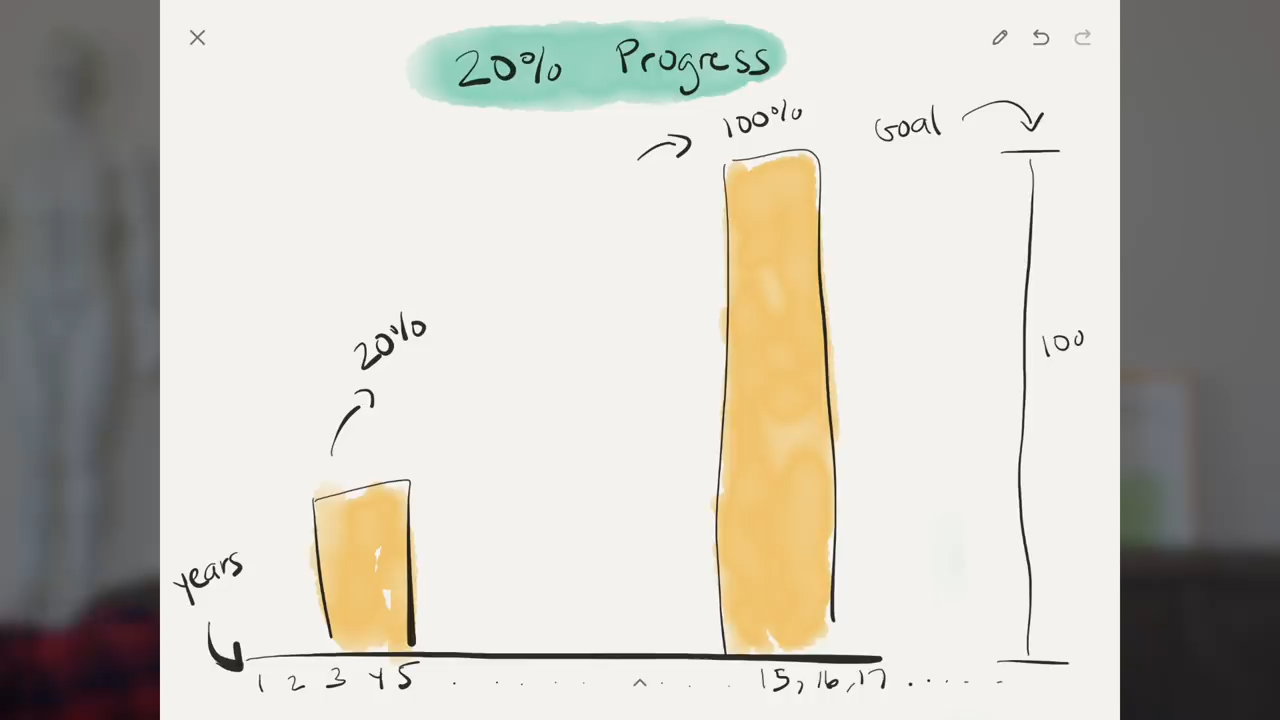 20% Progress
100%
Goal
100
20%
years
1 2 3 4 5 . . . . . ^ . . . 15, 16, 17 . . . . . .